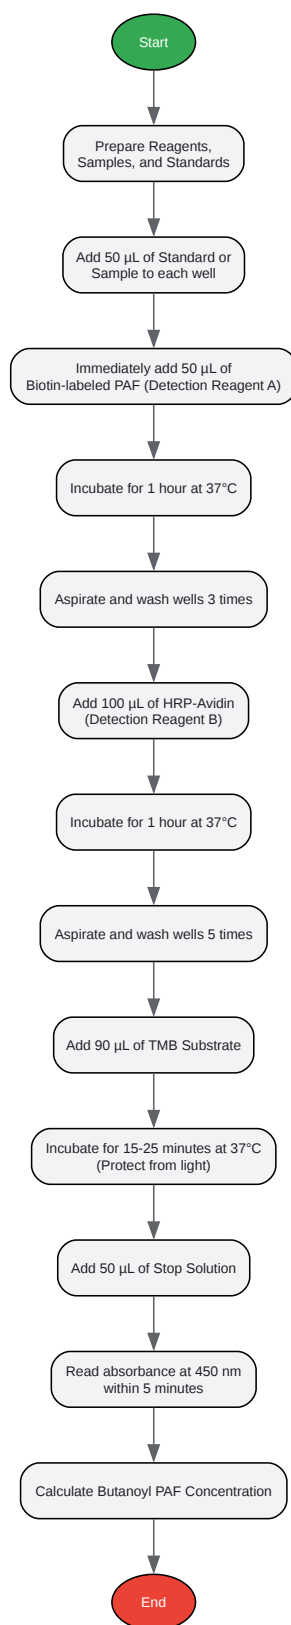 Start
Prepare Reagents,
Samples, and Standards
Add 50 µL of Standard or
Sample to each well
Immediately add 50 µL of
Biotin-labeled PAF (Detection Reagent A)
Incubate for 1 hour at 37°C
Aspirate and wash wells 3 times
Add 100 µL of HRP-Avidin
(Detection Reagent B)
Incubate for 1 hour at 37°C
Aspirate and wash wells 5 times
Add 90 µL of TMB Substrate
Incubate for 15-25 minutes at 37°C
(Protect from light)
Add 50 µL of Stop Solution
Read absorbance at 450 nm
within 5 minutes
Calculate Butanoyl PAF Concentration
End